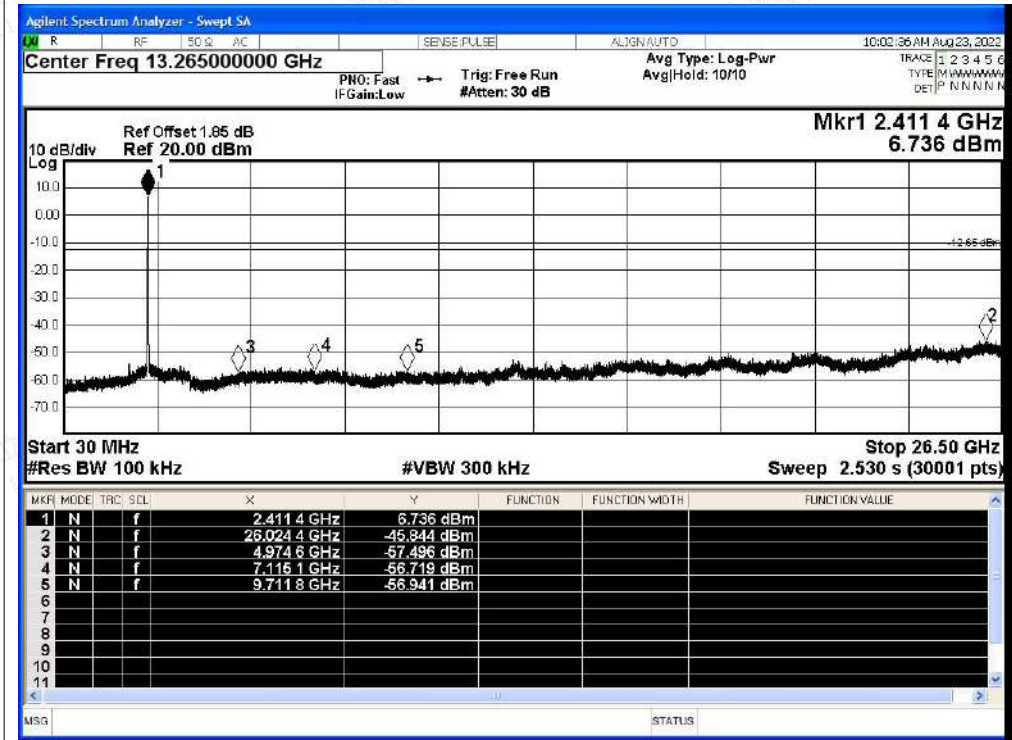 Agilent Spectrum Analyzer - Swept SA
R RF 50 Ω AC SENSE:PULSE ALIGNAUTO 10:02:36 AM Aug 23, 2022
Center Freq 13.265000000 GHz
PNO: Fast
IFGain:Low
Trig: Free Run
#Atten: 30 dB
Avg Type: Log-Pwr
Avg|Hold: 10/10
TRACE 1 2 3 4 5 6
TYPE M WWWWW
DET P N N N N N
Ref Offset 1.85 dB
10 dB/div Ref 20.00 dBm
Log
Mkr1 2.411 4 GHz
6.736 dBm
10.0
0.00
-10.0
-20.0
-30.0
-40.0
-50.0
-60.0
-70.0
1
-12.65 dBm
2
3
4
5
Start 30 MHz Stop 26.50 GHz
#Res BW 100 kHz #VBW 300 kHz Sweep 2.530 s (30001 pts)
MKR MODE TRC SCL X Y FUNCTION FUNCTION WIDTH FUNCTION VALUE
1 N f 2.411 4 GHz 6.736 dBm
2 N f 26.024 4 GHz -45.844 dBm
3 N f 4.974 6 GHz -57.496 dBm
4 N f 7.115 1 GHz -56.719 dBm
5 N f 9.711 8 GHz -56.941 dBm
6
7
8
9
10
11
MSG STATUS